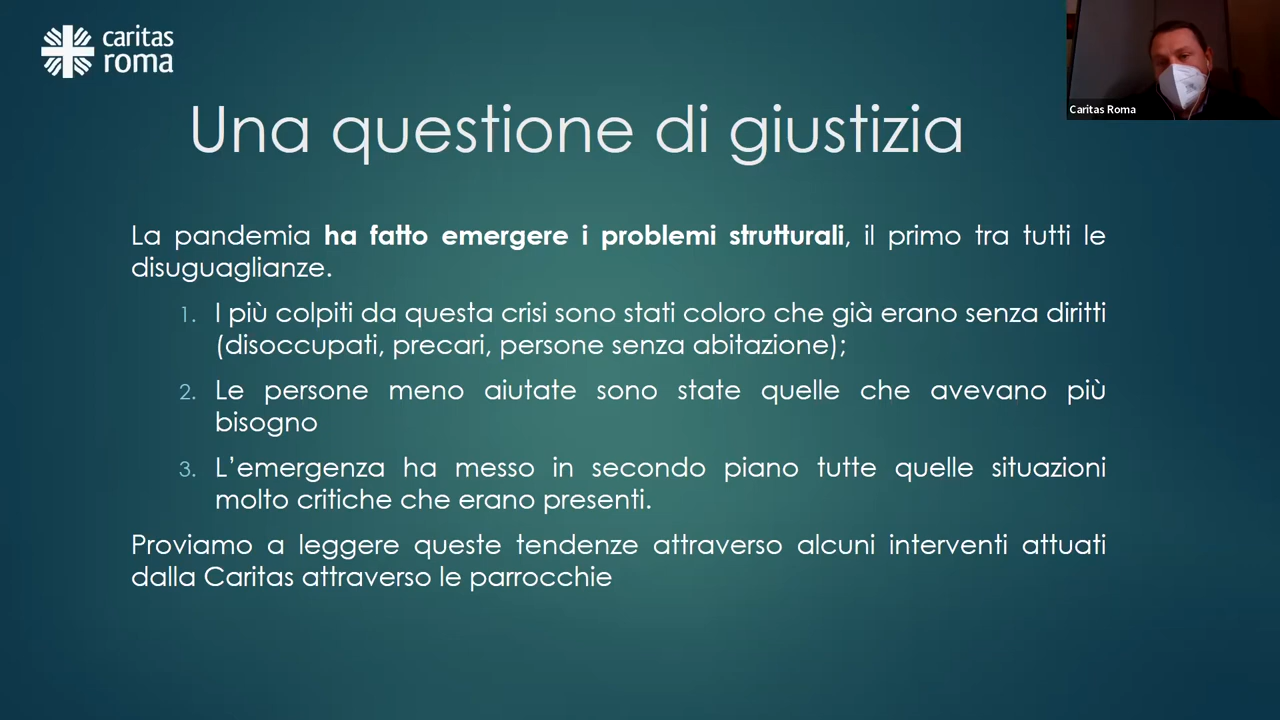 caritas
roma
Caritas Roma
Una questione di giustizia
La pandemia ha fatto emergere i problemi strutturali, il primo tra tutti le
disuguaglianze.
1. I più colpiti da questa crisi sono stati coloro che già erano senza diritti
(disoccupati, precari, persone senza abitazione);
2. Le persone meno aiutate sono state quelle che avevano più
bisogno
3. L’emergenza ha messo in secondo piano tutte quelle situazioni
molto critiche che erano presenti.
Proviamo a leggere queste tendenze attraverso alcuni interventi attuati
dalla Caritas attraverso le parrocchie